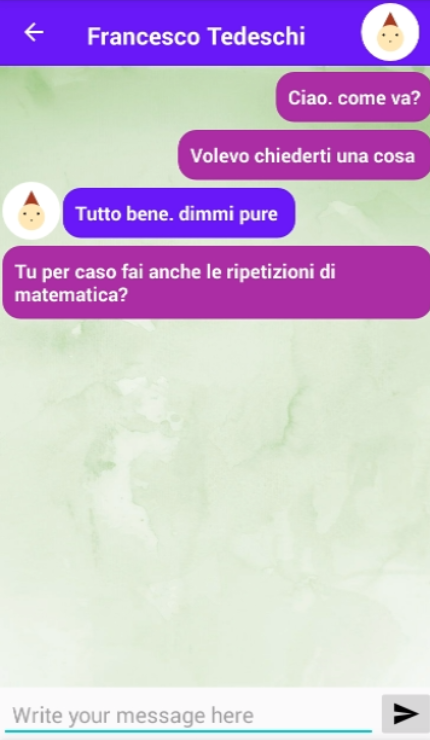 Francesco Tedeschi
Ciao. come va?
Volevo chiederti una cosa
Tutto bene. dimmi pure
Tu per caso fai anche le ripetizioni di
matematica?
Write your message here